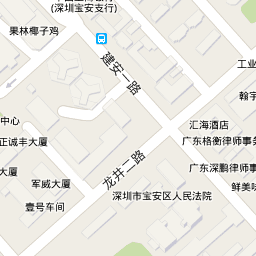 (深圳宝安支行)
果林椰子鸡
建安一路
工业
翰宇
中心
汇海酒店
正诚丰大厦
广东格衡律师事务
龙井二路
广东深鹏律师事
军威大厦
鲜美味
深圳市宝安区人民法院
壹号车间